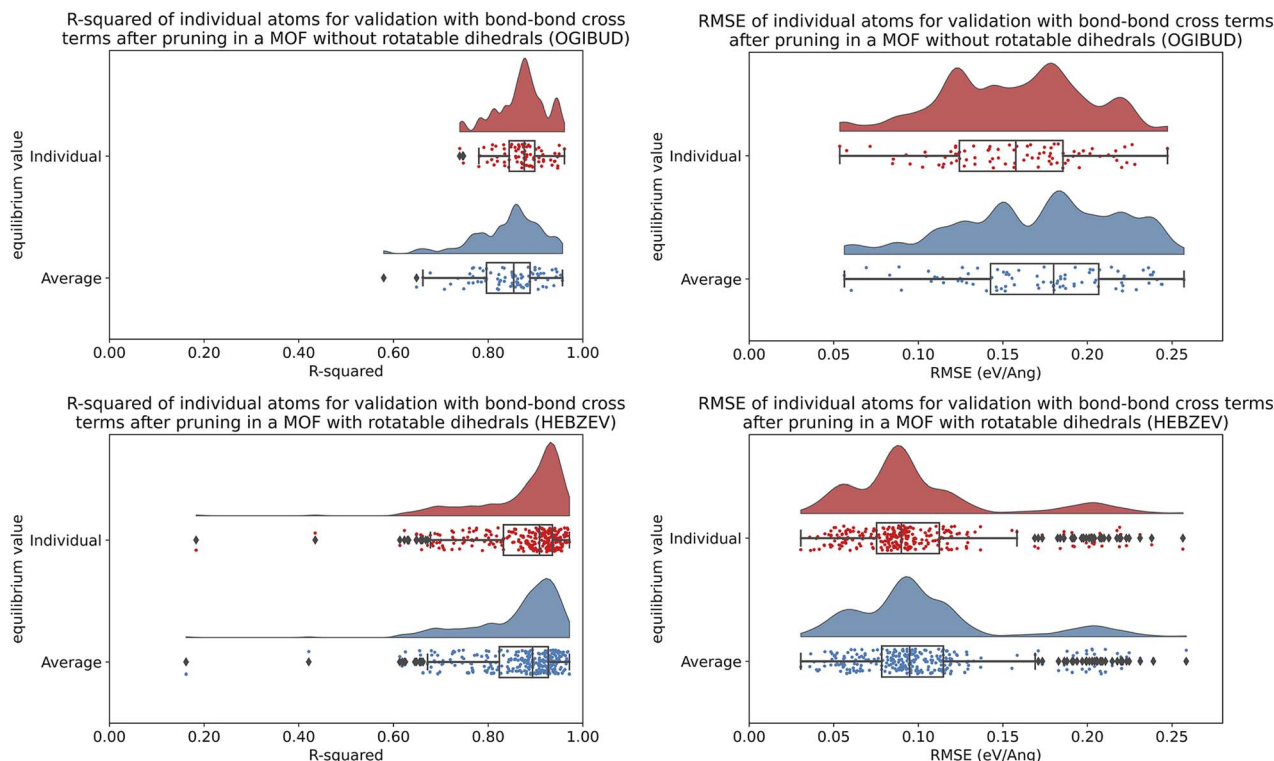 R-squared of individual atoms for validation with bond-bond cross
terms after pruning in a MOF without rotatable dihedrals (OGIBUD)
equilibrium value
Individual
Average
0.00 0.20 0.40 0.60 0.80 1.00
R-squared
RMSE of individual atoms for validation with bond-bond cross terms
after pruning in a MOF without rotatable dihedrals (OGIBUD)
equilibrium value
Individual
Average
0.00 0.05 0.10 0.15 0.20 0.25
RMSE (eV/Ang)
R-squared of individual atoms for validation with bond-bond cross
terms after pruning in a MOF with rotatable dihedrals (HEBZEV)
equilibrium value
Individual
Average
0.00 0.20 0.40 0.60 0.80 1.00
R-squared
RMSE of individual atoms for validation with bond-bond cross terms
after pruning in a MOF with rotatable dihedrals (HEBZEV)
equilibrium value
Individual
Average
0.00 0.05 0.10 0.15 0.20 0.25
RMSE (eV/Ang)